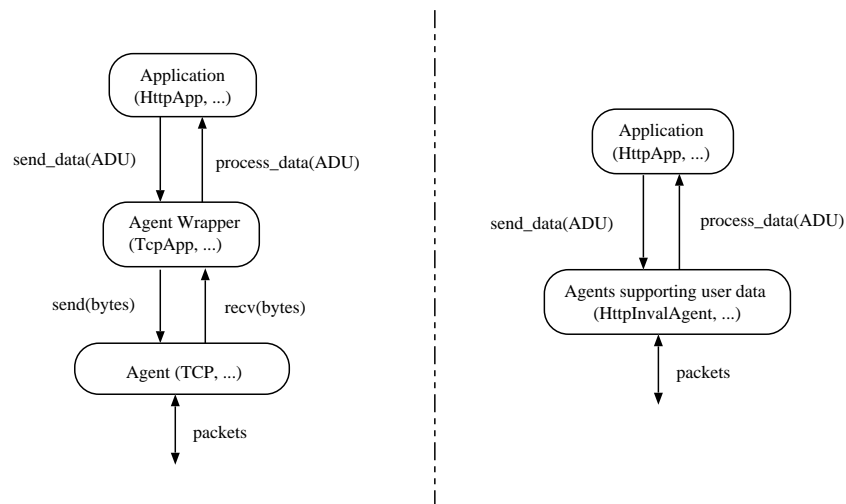 Application
(HttpApp, ...)
send_data(ADU)
process_data(ADU)
Agent Wrapper
(TcpApp, ...)
send(bytes)
recv(bytes)
Agent (TCP, ...)
packets
Application
(HttpApp, ...)
send_data(ADU)
process_data(ADU)
Agents supporting user data
(HttpInvalAgent, ...)
packets